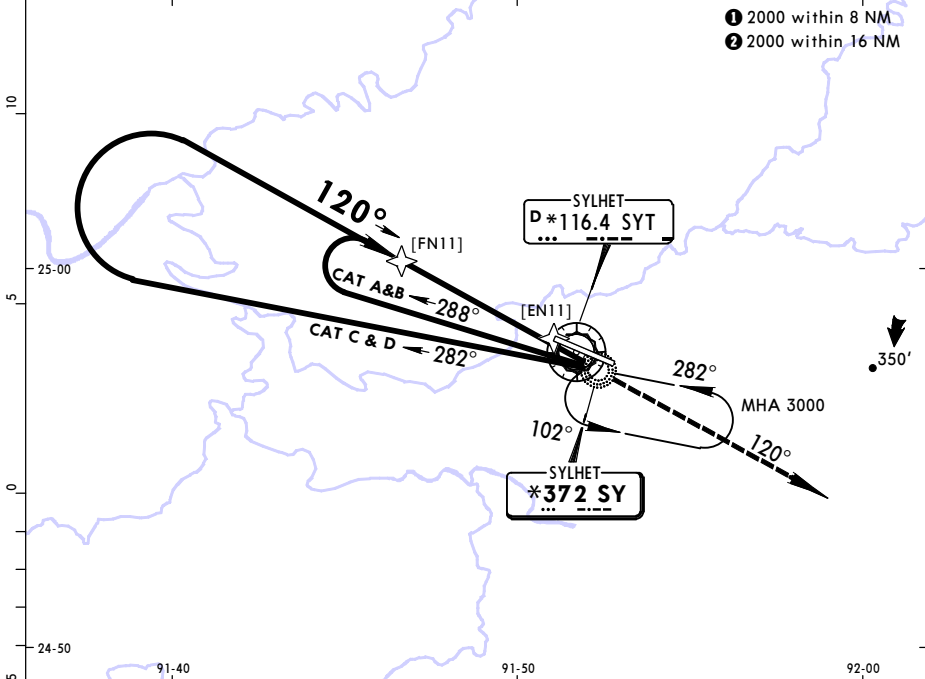 ❶ 2000 within 8 NM
❷ 2000 within 16 NM
10
120°
SYLHET
D *116.4 SYT
[FN11]
25-00
CAT A&B
288°
5
[EN11]
CAT C & D
282°
350'
282°
MHA 3000
102°
120°
SYLHET
*372 SY
0
24-50
91-40
91-50
92-00
5